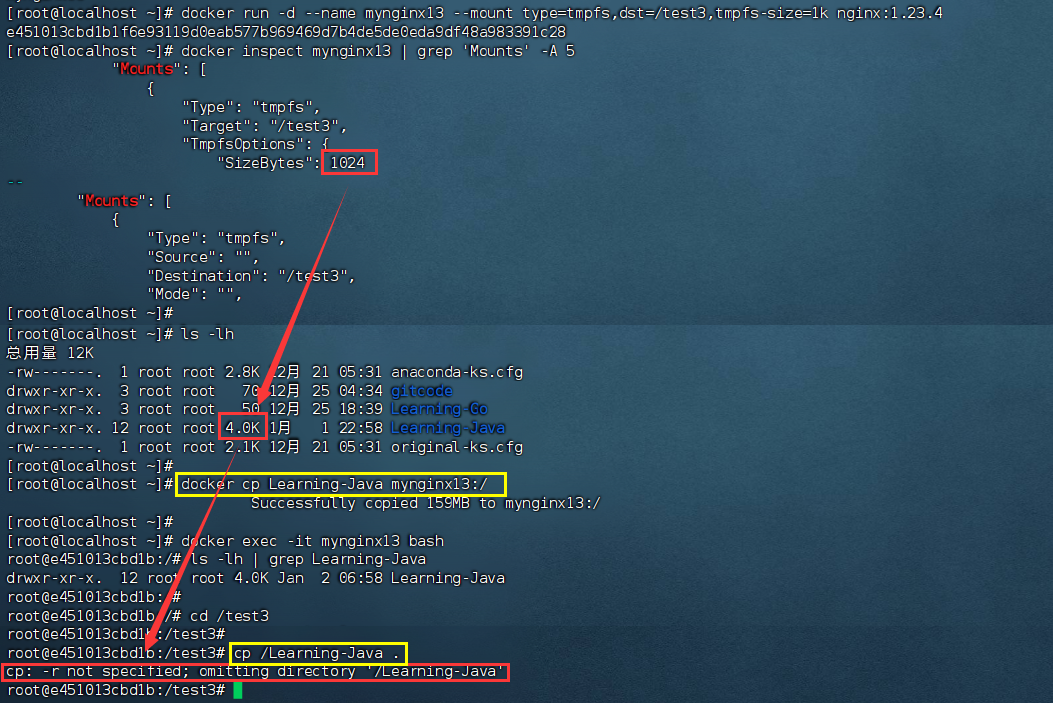 [root@localhost ~]# docker run -d --name mynginx13 --mount type=tmpfs,dst=/test3,tmpfs-size=1k nginx:1.23.4
e451013cbd1b1f6e93119d0eab577b969469d7b4de5de0eda9df48a983391c28
[root@localhost ~]# docker inspect mynginx13 | grep 'Mounts' -A 5
"Mounts": [
{
"Type": "tmpfs",
"Target": "/test3",
"TmpfsOptions": {
"SizeBytes": 1024
--
"Mounts": [
{
"Type": "tmpfs",
"Source": "",
"Destination": "/test3",
"Mode": "",
[root@localhost ~]#
[root@localhost ~]# ls -lh
总用量 12K
-rw-------. 1 root root 2.8K 12月 21 05:31 anaconda-ks.cfg
drwxr-xr-x. 3 root root 70 12月 25 04:34 gitcode
drwxr-xr-x. 3 root root 50 12月 25 18:39 Learning-Go
drwxr-xr-x. 12 root root 4.0K 1月 1 22:58 Learning-Java
-rw-------. 1 root root 2.1K 12月 21 05:31 original-ks.cfg
[root@localhost ~]#
[root@localhost ~]# docker cp Learning-Java mynginx13:/
Successfully copied 159MB to mynginx13:/
[root@localhost ~]#
[root@localhost ~]# docker exec -it mynginx13 bash
root@e451013cbd1b:/# ls -lh | grep Learning-Java
drwxr-xr-x. 12 root root 4.0K Jan 2 06:58 Learning-Java
root@e451013cbd1b:/#
root@e451013cbd1b:/# cd /test3
root@e451013cbd1b:/test3#
root@e451013cbd1b:/test3# cp /Learning-Java .
cp: -r not specified; omitting directory '/Learning-Java'
root@e451013cbd1b:/test3#